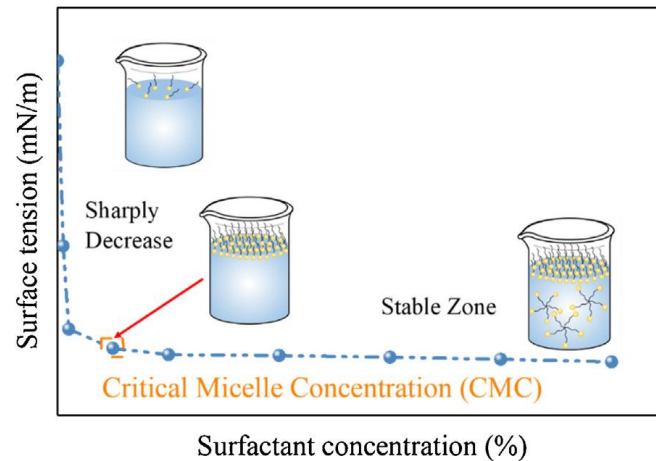 Surface tension (mN/m)
Sharply
Decrease
Stable Zone
Critical Micelle Concentration (CMC)
Surfactant concentration (%)